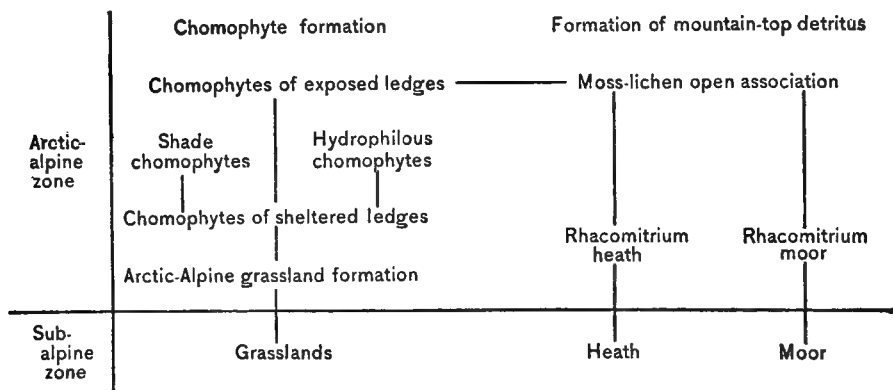 Chomophyte formation
Formation of mountain-top detritus
Chomophytes of exposed ledges
Moss-lichen open association
Arctic-
alpine
zone
Shade
chomophytes
Hydrophilous
chomophytes
Chomophytes of sheltered ledges
Rhacomitrium
heath
Rhacomitrium
moor
Arctic-Alpine grassland formation
Sub-
alpine
zone
Grasslands
Heath
Moor